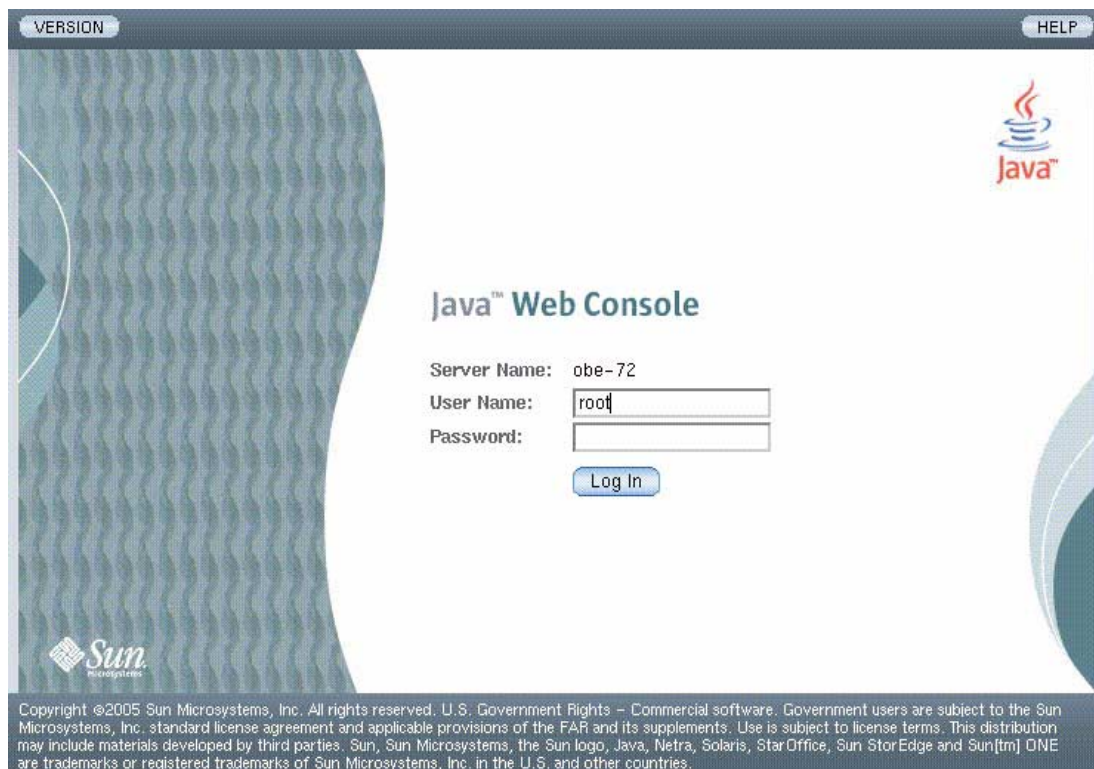 VERSION
HELP
Java™
Java™ Web Console
Server Name: obe-72
User Name: root
Password:
Log In
Sun
microsystems
Copyright ©2005 Sun Microsystems, Inc. All rights reserved. U.S. Government Rights – Commercial software. Government users are subject to the Sun
Microsystems, Inc. standard license agreement and applicable provisions of the FAR and its supplements. Use is subject to license terms. This distribution
may include materials developed by third parties. Sun, Sun Microsystems, the Sun logo, Java, Netra, Solaris, StarOffice, Sun StorEdge and Sun[tm] ONE
are trademarks or registered trademarks of Sun Microsystems, Inc. in the U.S. and other countries.